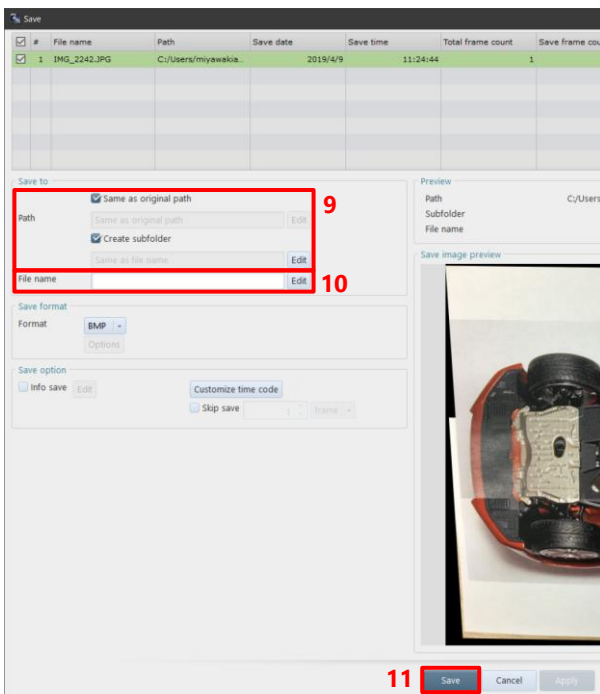 Save
# File name Path Save date Save time Total frame count Save frame cou
1 IMG_2242.JPG C:/Users/miyawakia... 2019/4/9 11:24:44 1
Save to
Same as original path
9
Path
Same as original path
Edit
Create subfolder
Same as file name
Edit
File name
Edit
10
Save format
Format
BMP
Options
Save option
Info save
Edit
Customize time code
Skip save
1
frame
Preview
Path C:/Users
Subfolder
File name
Save image preview
11
Save
Cancel
Apply